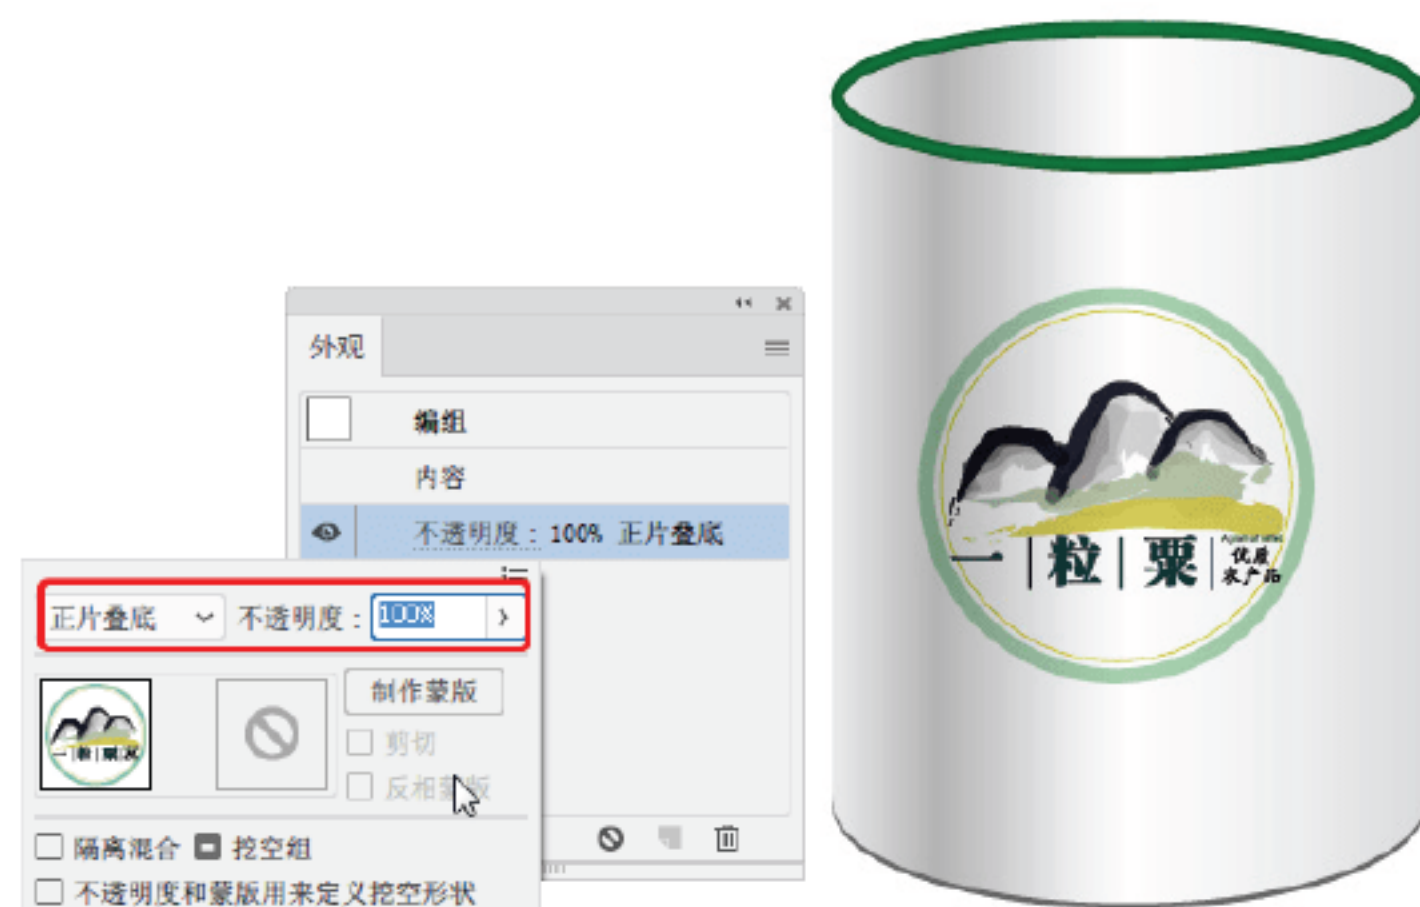 外观
编组
内容
不透明度：100% 正片叠底
正片叠底 不透明度：100%
制作蒙版
剪切
反相蒙版
隔离混合 挖空组
不透明度和蒙版用来定义挖空形状
一|粒|粟|优质
农产品